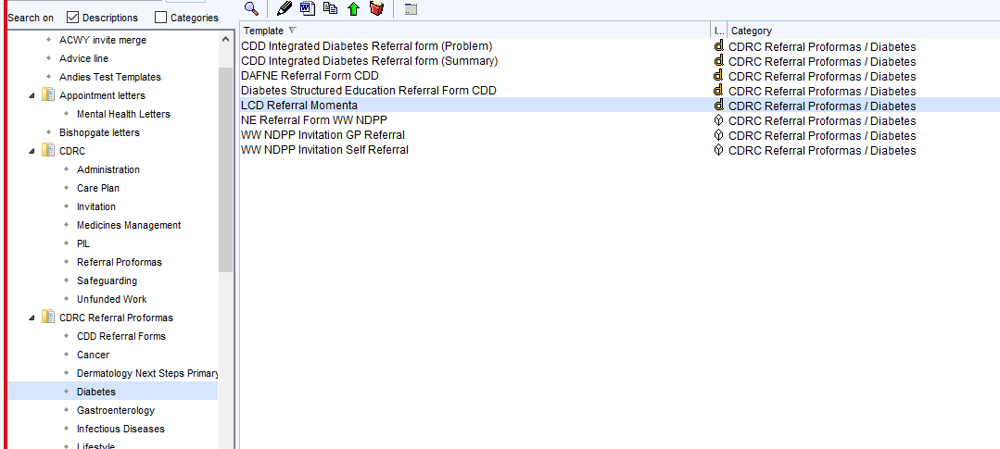 Search on Descriptions Categories
ACWY invite merge
Advice line
Andies Test Templates
Appointment letters
Mental Health Letters
Bishopgate letters
CDRC
Administration
Care Plan
Invitation
Medicines Management
PIL
Referral Proformas
Safeguarding
Unfunded Work
CDRC Referral Proformas
CDD Referral Forms
Cancer
Dermatology Next Steps Primary
Diabetes
Gastroenterology
Infectious Diseases
Lifestyle
Template I... Category
CDD Integrated Diabetes Referral form (Problem) CDRC Referral Proformas / Diabetes
CDD Integrated Diabetes Referral form (Summary) CDRC Referral Proformas / Diabetes
DAFNE Referral Form CDD CDRC Referral Proformas / Diabetes
Diabetes Structured Education Referral Form CDD CDRC Referral Proformas / Diabetes
LCD Referral Momenta CDRC Referral Proformas / Diabetes
NE Referral Form WW NDPP CDRC Referral Proformas / Diabetes
WW NDPP Invitation GP Referral CDRC Referral Proformas / Diabetes
WW NDPP Invitation Self Referral CDRC Referral Proformas / Diabetes